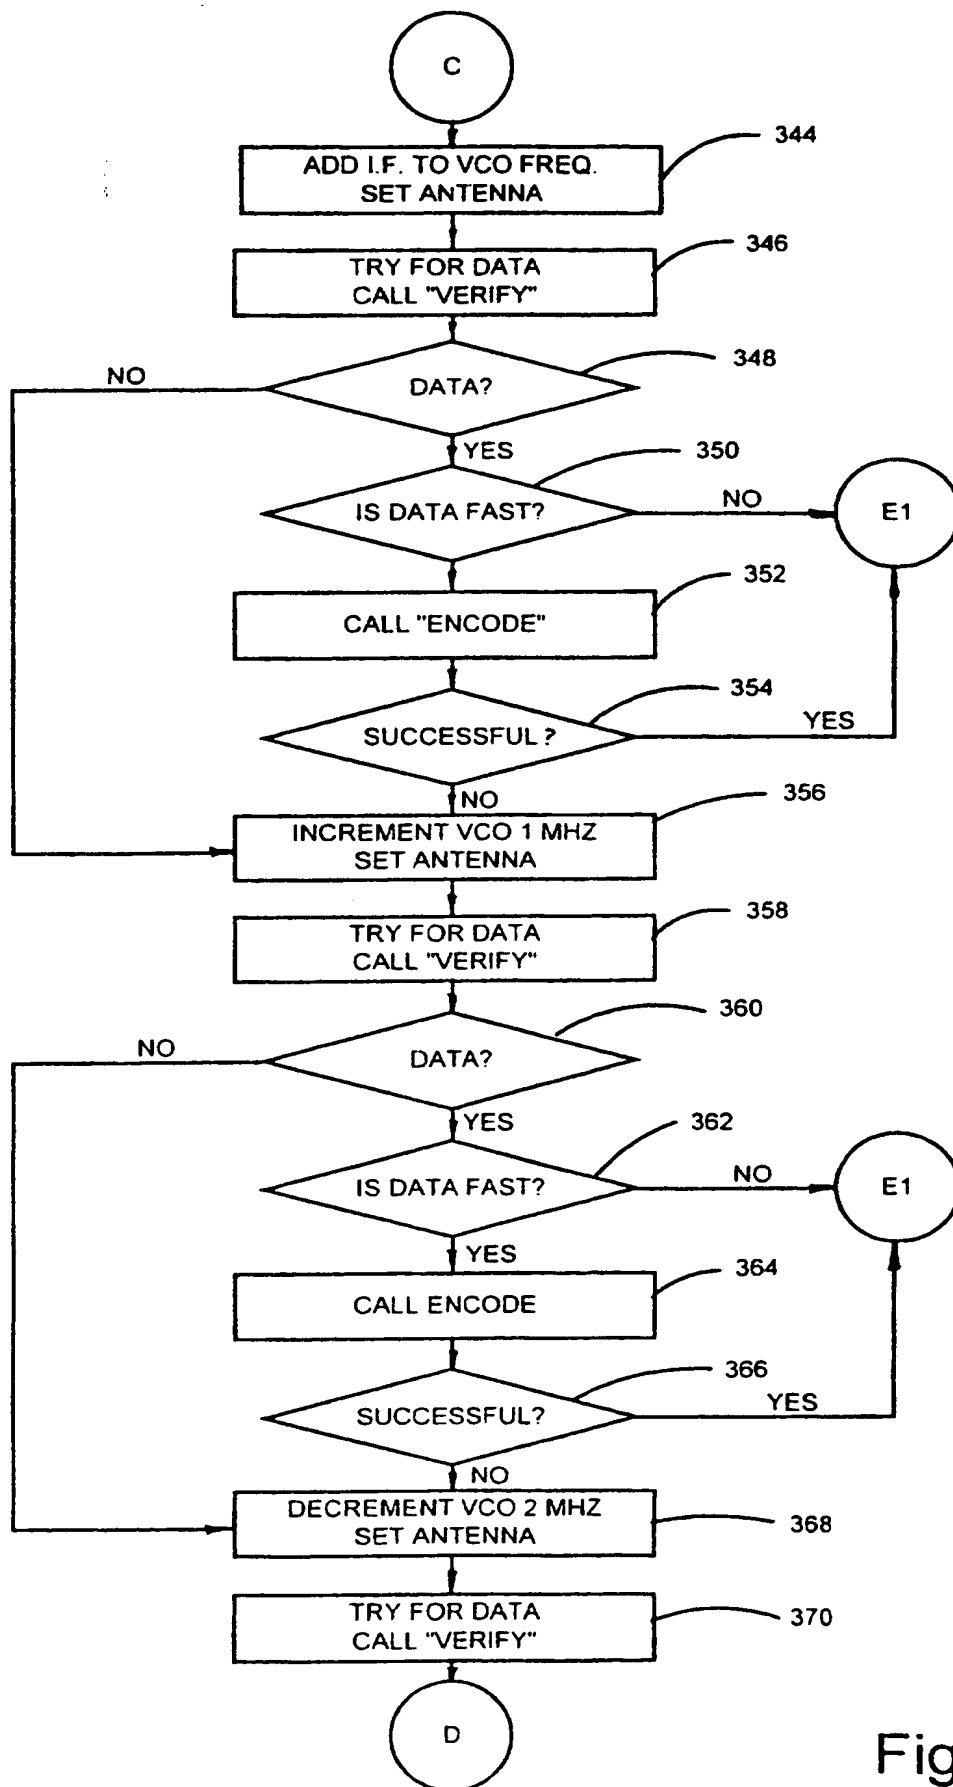 C
344
ADD I.F. TO VCO FREQ.
SET ANTENNA
346
TRY FOR DATA
CALL "VERIFY"
348
NO
DATA?
YES
350
IS DATA FAST?
NO
E1
352
CALL "ENCODE"
354
SUCCESSFUL?
YES
NO
356
INCREMENT VCO 1 MHZ
SET ANTENNA
358
TRY FOR DATA
CALL "VERIFY"
360
NO
DATA?
YES
362
IS DATA FAST?
NO
E1
YES
364
CALL ENCODE
366
SUCCESSFUL?
YES
NO
DECREMENT VCO 2 MHZ
SET ANTENNA
368
TRY FOR DATA
CALL "VERIFY"
370
D
Fig